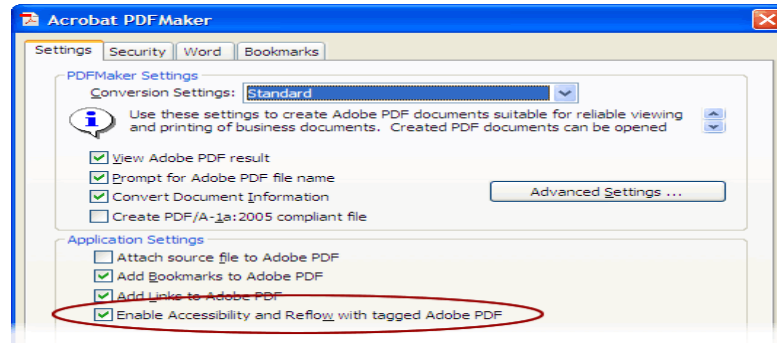 Acrobat PDFMaker
Settings Security Word Bookmarks
PDFMaker Settings
Conversion Settings: Standard
Use these settings to create Adobe PDF documents suitable for reliable viewing
and printing of business documents. Created PDF documents can be opened
View Adobe PDF result
Prompt for Adobe PDF file name
Convert Document Information
Advanced Settings ...
Create PDF/A-1a:2005 compliant file
Application Settings
Attach source file to Adobe PDF
Add Bookmarks to Adobe PDF
Add Links to Adobe PDF
Enable Accessibility and Reflow with tagged Adobe PDF